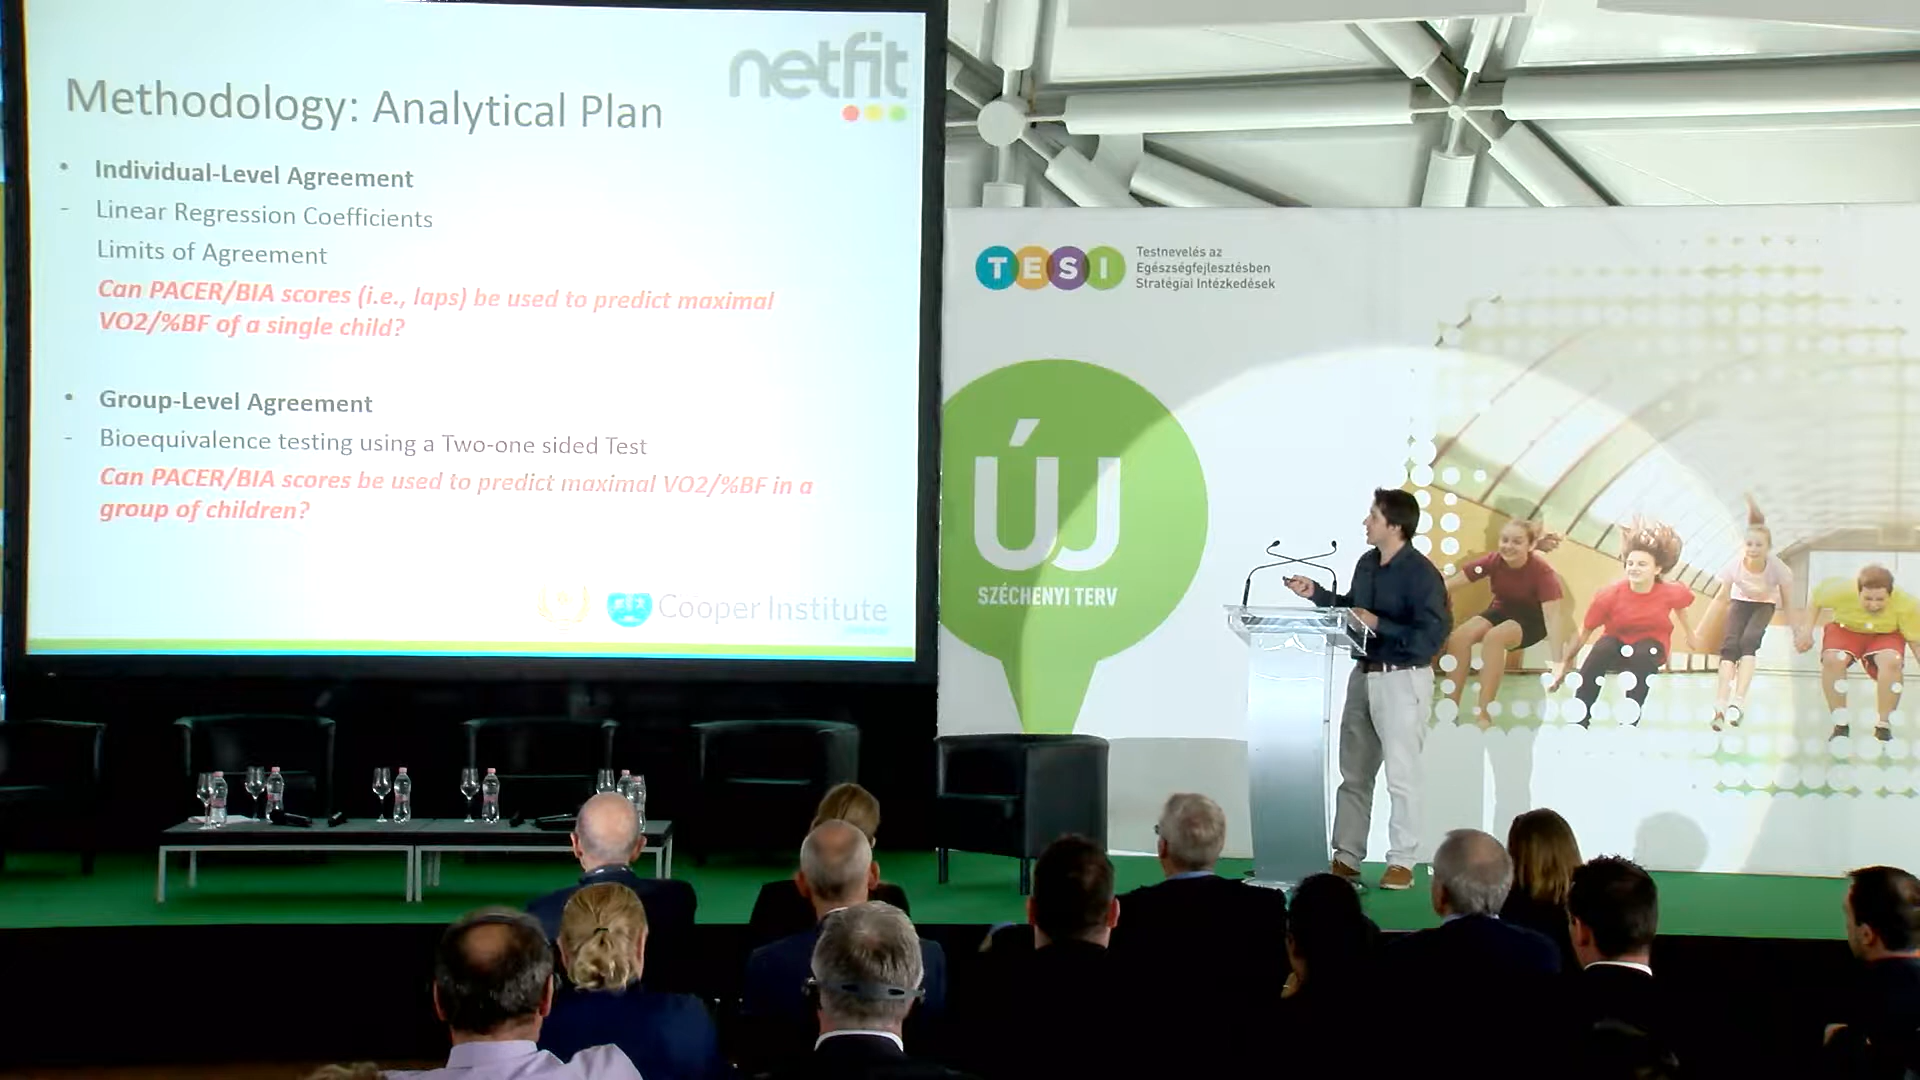 netfit
Methodology: Analytical Plan
• Individual-Level Agreement
- Linear Regression Coefficients
Limits of Agreement
Can PACER/BIA scores (i.e., laps) be used to predict maximal
VO2/%BF of a single child?
• Group-Level Agreement
- Bioequivalence testing using a Two-one sided Test
Can PACER/BIA scores be used to predict maximal VO2/%BF in a
group of children?
Cooper Institute
TESI
Testnevelés az
Egészségfejlesztésben
Stratégiai Intézkedések
ÚJ
SZÉCHENYI TERV